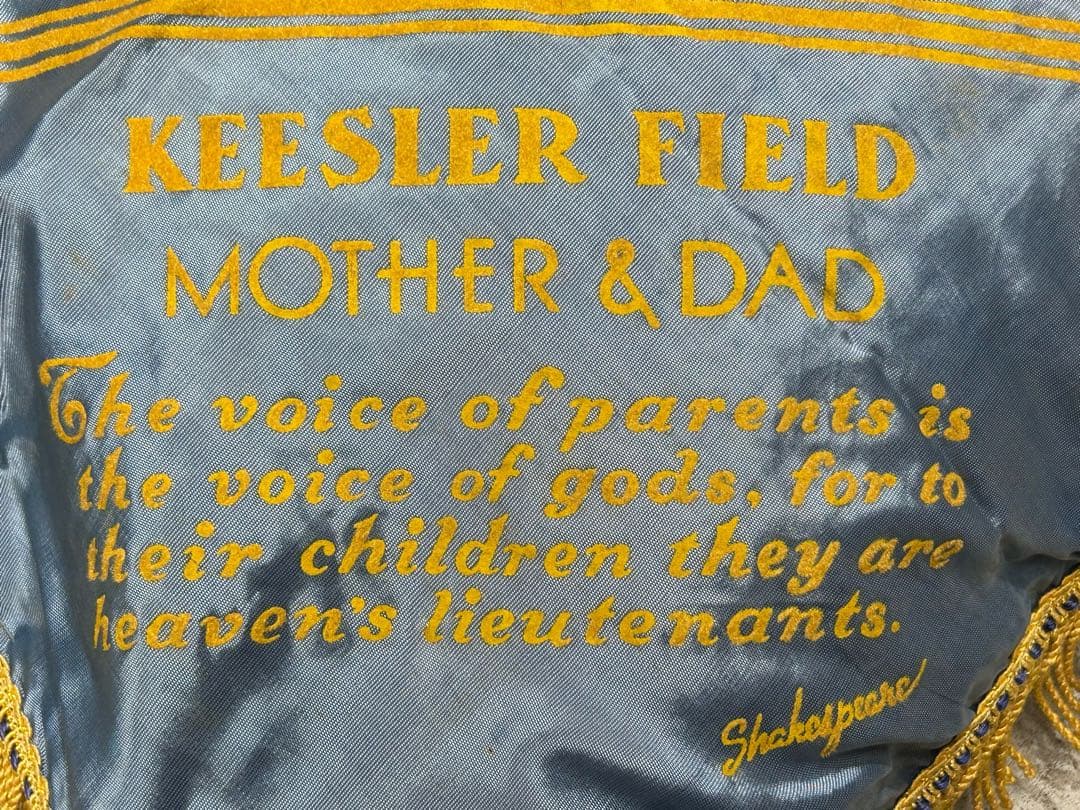 KEESLER FIELD
MOTHER & DAD
The voice of parents is
the voice of gods, for to
their children they are
heaven's lieutenants.
Shakespeare